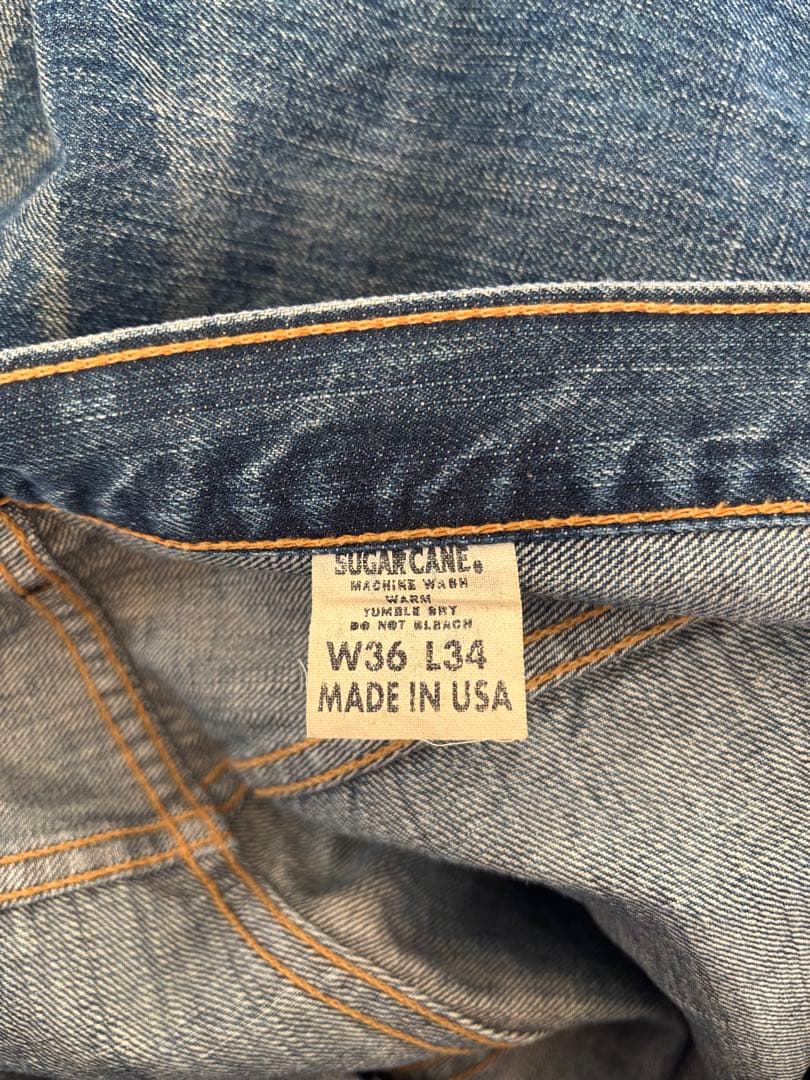 SUGAR CANE®
MACHINE WASH
WARM
TUMBLE DRY
DO NOT BLEACH
W36 L34
MADE IN USA